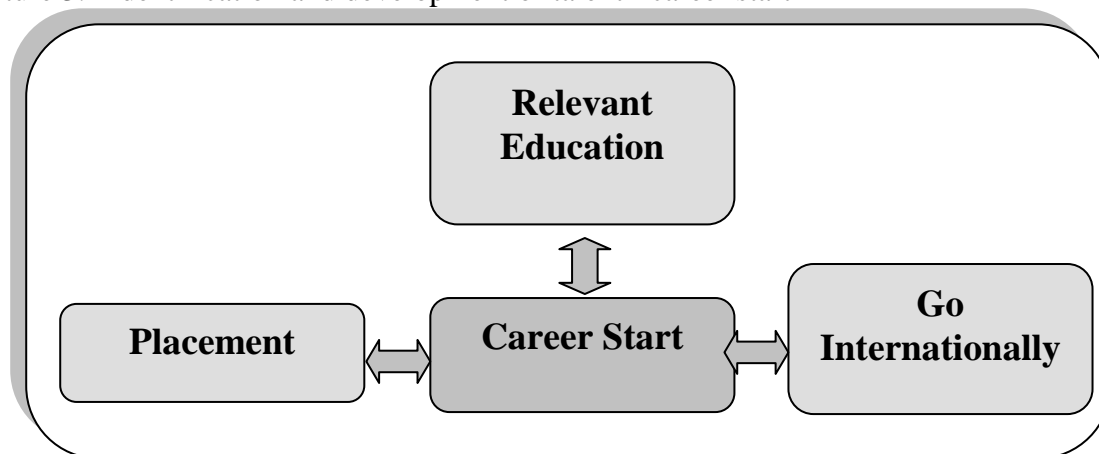 Relevant
Education
Placement
Career Start
Go
Internationally